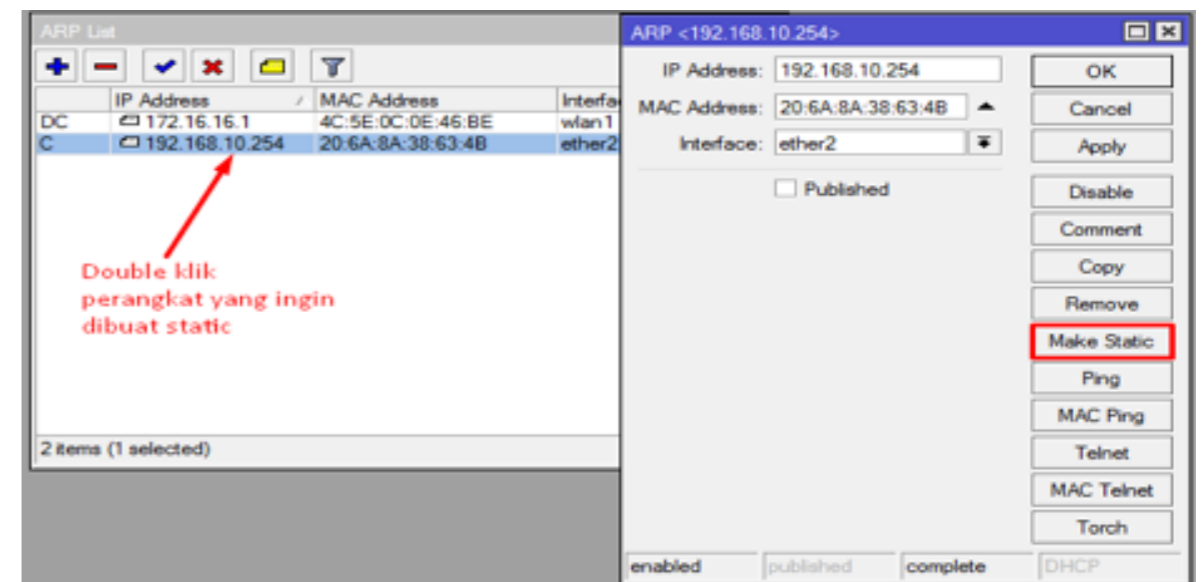 ARP List
IP Address MAC Address Interfa
DC 172.16.16.1 4C:5E:0C:0E:46:BE wlan1
C 192.168.10.254 20:6A:8A:38:63:4B ether2
Double klik
perangkat yang ingin
dibuat static
2 items (1 selected)
ARP <192.168.10.254>
IP Address: 192.168.10.254
MAC Address: 20:6A:8A:38:63:4B
Interface: ether2
Published
OK
Cancel
Apply
Disable
Comment
Copy
Remove
Make Static
Ping
MAC Ping
Telnet
MAC Telnet
Torch
enabled published complete DHCP